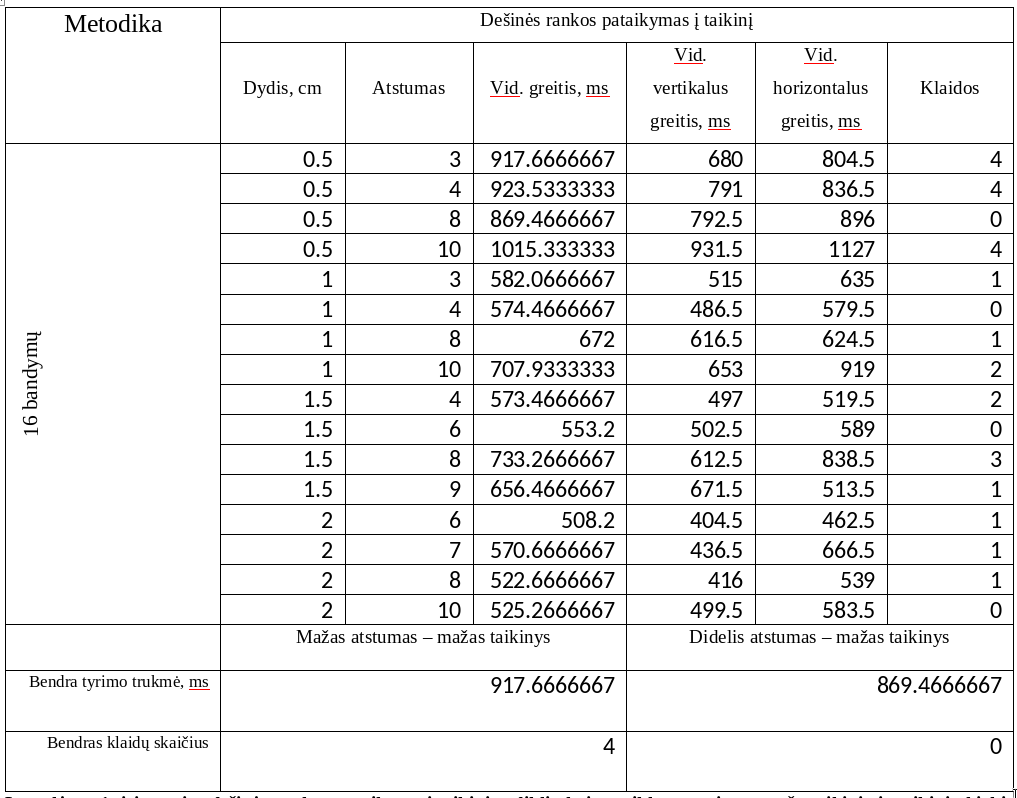 Metodika
Dešinės rankos pataikymas į taikinį
Dydis, cm
Atstumas
Vid. greitis, ms
Vid.
vertikalus
greitis, ms
Vid.
horizontalus
greitis, ms
Klaidos
16 bandymų
0.5 3 917.6666667 680 804.5 4
0.5 4 923.5333333 791 836.5 4
0.5 8 869.4666667 792.5 896 0
0.5 10 1015.333333 931.5 1127 4
1 3 582.0666667 515 635 1
1 4 574.4666667 486.5 579.5 0
1 8 672 616.5 624.5 1
1 10 707.9333333 653 919 2
1.5 4 573.4666667 497 519.5 2
1.5 6 553.2 502.5 589 0
1.5 8 733.2666667 612.5 838.5 3
1.5 9 656.4666667 671.5 513.5 1
2 6 508.2 404.5 462.5 1
2 7 570.6666667 436.5 666.5 1
2 8 522.6666667 416 539 1
2 10 525.2666667 499.5 583.5 0
Mažas atstumas – mažas taikinys
Didelis atstumas – mažas taikinys
Bendra tyrimo trukmė, ms
917.6666667
869.4666667
Bendras klaidų skaičius
4
0